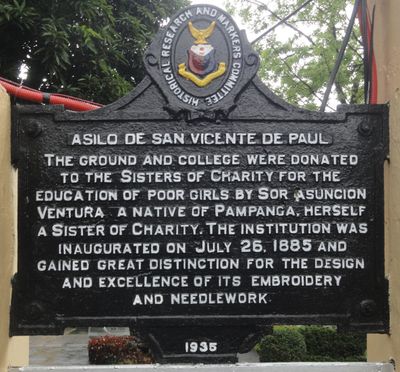 HISTORICAL RESEARCH AND MARKERS COMMITTEE
ASILO DE SAN VICENTE DE PAUL
THE GROUND AND COLLEGE WERE DONATED
TO THE SISTERS OF CHARITY FOR THE
EDUCATION OF POOR GIRLS BY SOR ASUNCION
VENTURA A NATIVE OF PAMPANGA, HERSELF
A SISTER OF CHARITY. THE INSTITUTION WAS
INAUGURATED ON JULY 26, 1885 AND
GAINED GREAT DISTINCTION FOR THE DESIGN
AND EXCELLENCE OF ITS EMBROIDERY
AND NEEDLEWORK.
1935